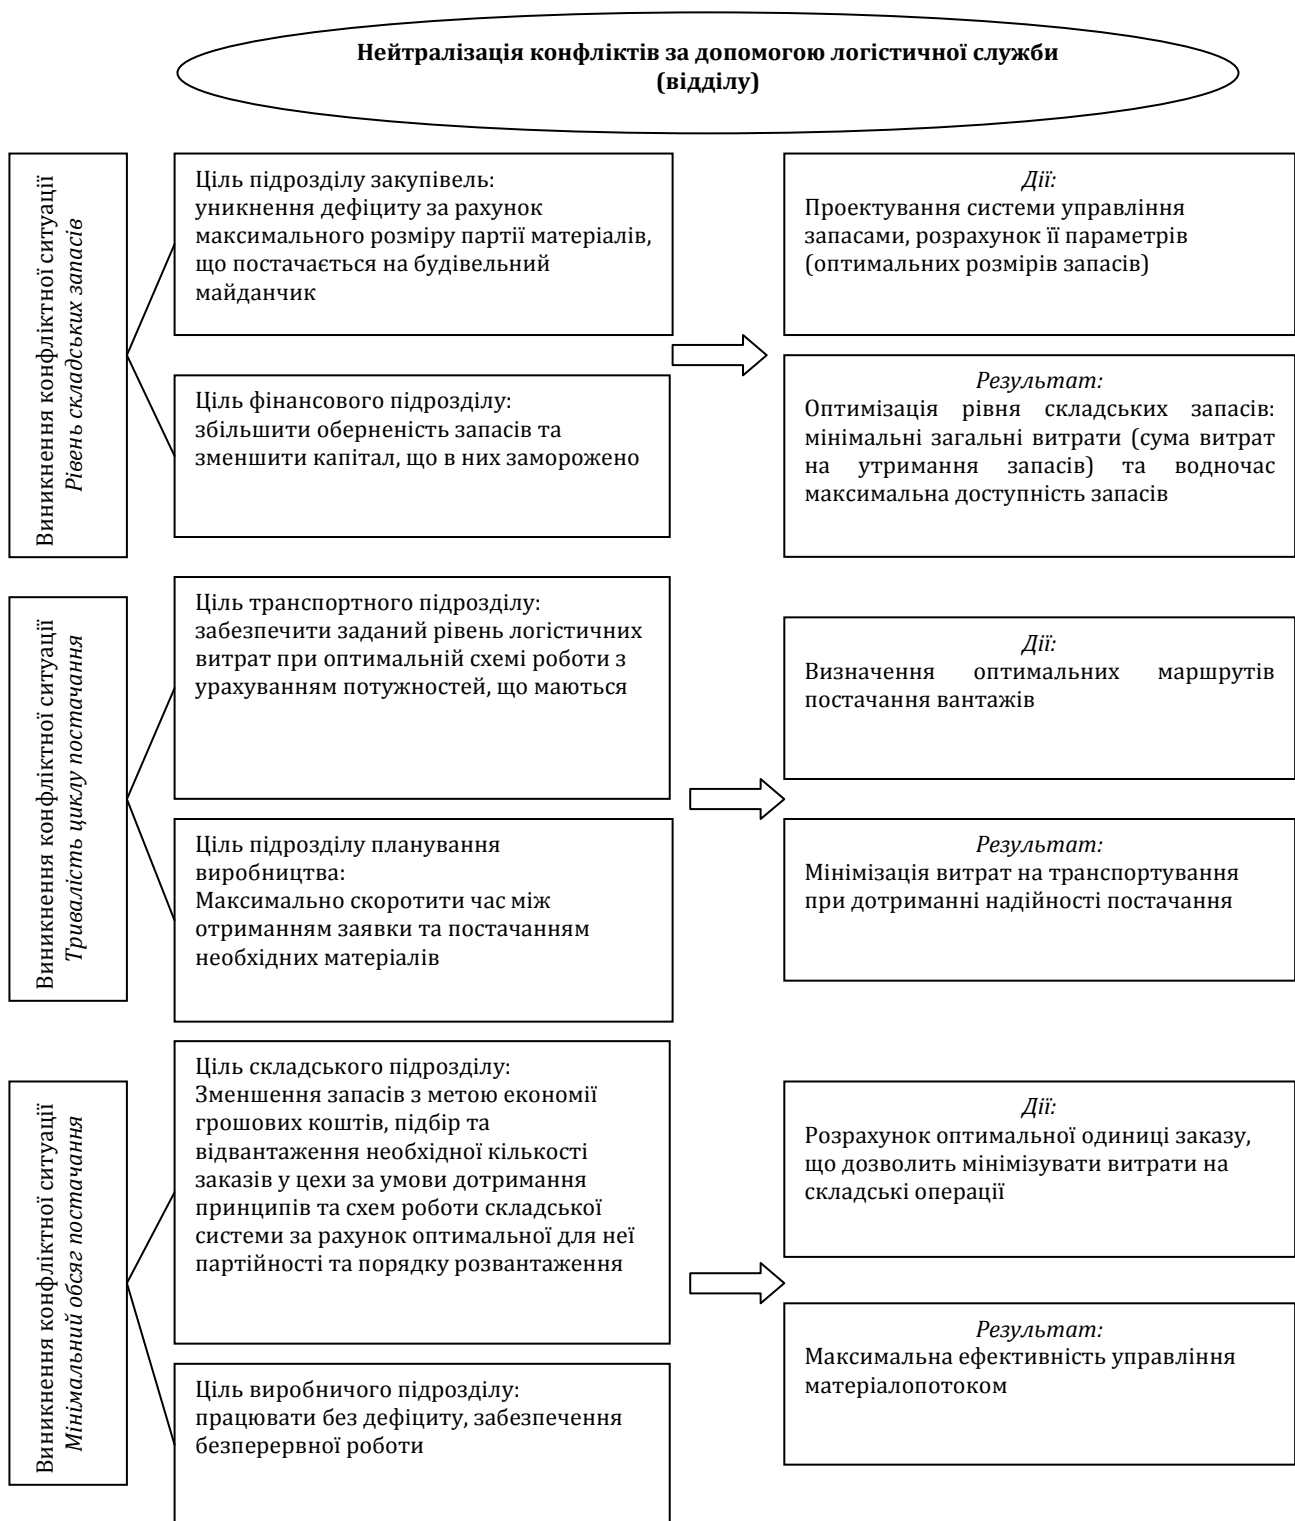 Нейтралізація конфліктів за допомогою логістичної служби
(відділу)
Виникнення конфліктної ситуації
Рівень складських запасів
Ціль підрозділу закупівель:
уникнення дефіциту за рахунок
максимального розміру партії матеріалів,
що постачається на будівельний
майданчик
Ціль фінансового підрозділу:
збільшити оберненість запасів та
зменшити капітал, що в них заморожено
Дії:
Проектування системи управління
запасами, розрахунок її параметрів
(оптимальних розмірів запасів)
Результат:
Оптимізація рівня складських запасів:
мінімальні загальні витрати (сума витрат
на утримання запасів) та водночас
максимальна доступність запасів
Виникнення конфліктної ситуації
Тривалість циклу постачання
Ціль транспортного підрозділу:
забезпечити заданий рівень логістичних
витрат при оптимальній схемі роботи з
урахуванням потужностей, що маються
Ціль підрозділу планування
виробництва:
Максимально скоротити час між
отриманням заявки та постачанням
необхідних матеріалів
Дії:
Визначення оптимальних маршрутів
постачання вантажів
Результат:
Мінімізація витрат на транспортування
при дотриманні надійності постачання
Виникнення конфліктної ситуації
Мінімальний обсяг постачання
Ціль складського підрозділу:
Зменшення запасів з метою економії
грошових коштів, підбір та
відвантаження необхідної кількості
заказів у цехи за умови дотримання
принципів та схем роботи складської
системи за рахунок оптимальної для неї
партійності та порядку розвантаження
Ціль виробничого підрозділу:
працювати без дефіциту, забезпечення
безперервної роботи
Дії:
Розрахунок оптимальної одиниці заказу,
що дозволить мінімізувати витрати на
складські операції
Результат:
Максимальна ефективність управління
матеріалопотоком